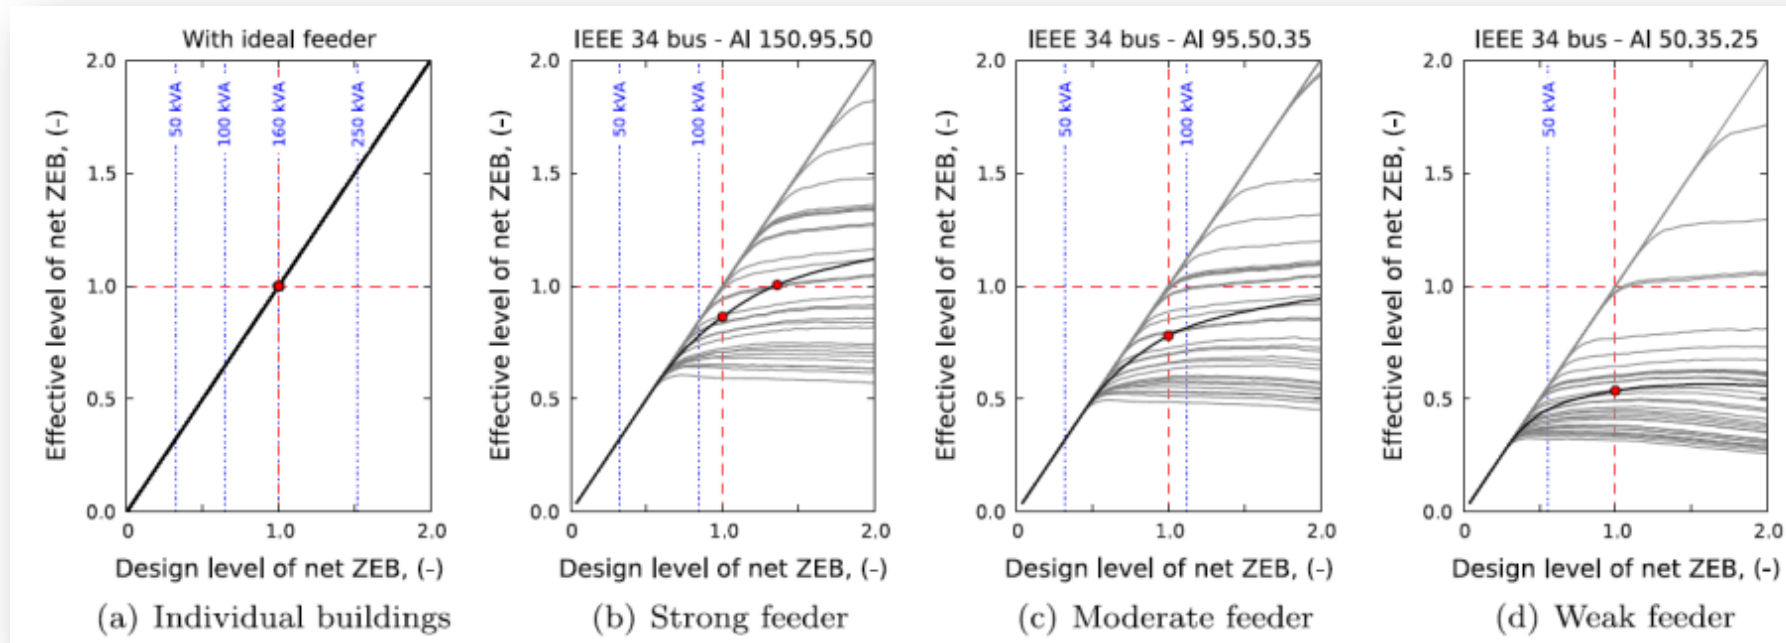 With ideal feeder
2.0
1.5
1.0
0.5
0.0
Effective level of net ZEB, (-)
50 kVA
100 kVA
160 kVA
250 kVA
0
1.0
2.0
Design level of net ZEB, (-)
(a) Individual buildings
IEEE 34 bus - Al 150.95.50
2.0
1.5
1.0
0.5
0.0
Effective level of net ZEB, (-)
50 kVA
100 kVA
0
1.0
2.0
Design level of net ZEB, (-)
(b) Strong feeder
IEEE 34 bus - Al 95.50.35
2.0
1.5
1.0
0.5
0.0
Effective level of net ZEB, (-)
50 kVA
100 kVA
0
1.0
2.0
Design level of net ZEB, (-)
(c) Moderate feeder
IEEE 34 bus - Al 50.35.25
2.0
1.5
1.0
0.5
0.0
Effective level of net ZEB, (-)
50 kVA
0
1.0
2.0
Design level of net ZEB, (-)
(d) Weak feeder